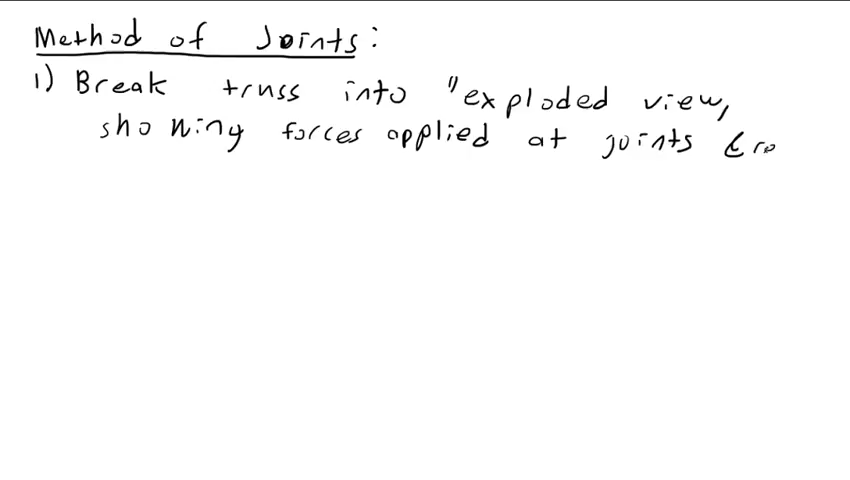 Method of Joints:
1) Break truss into "exploded view,
showing forces applied at joints &